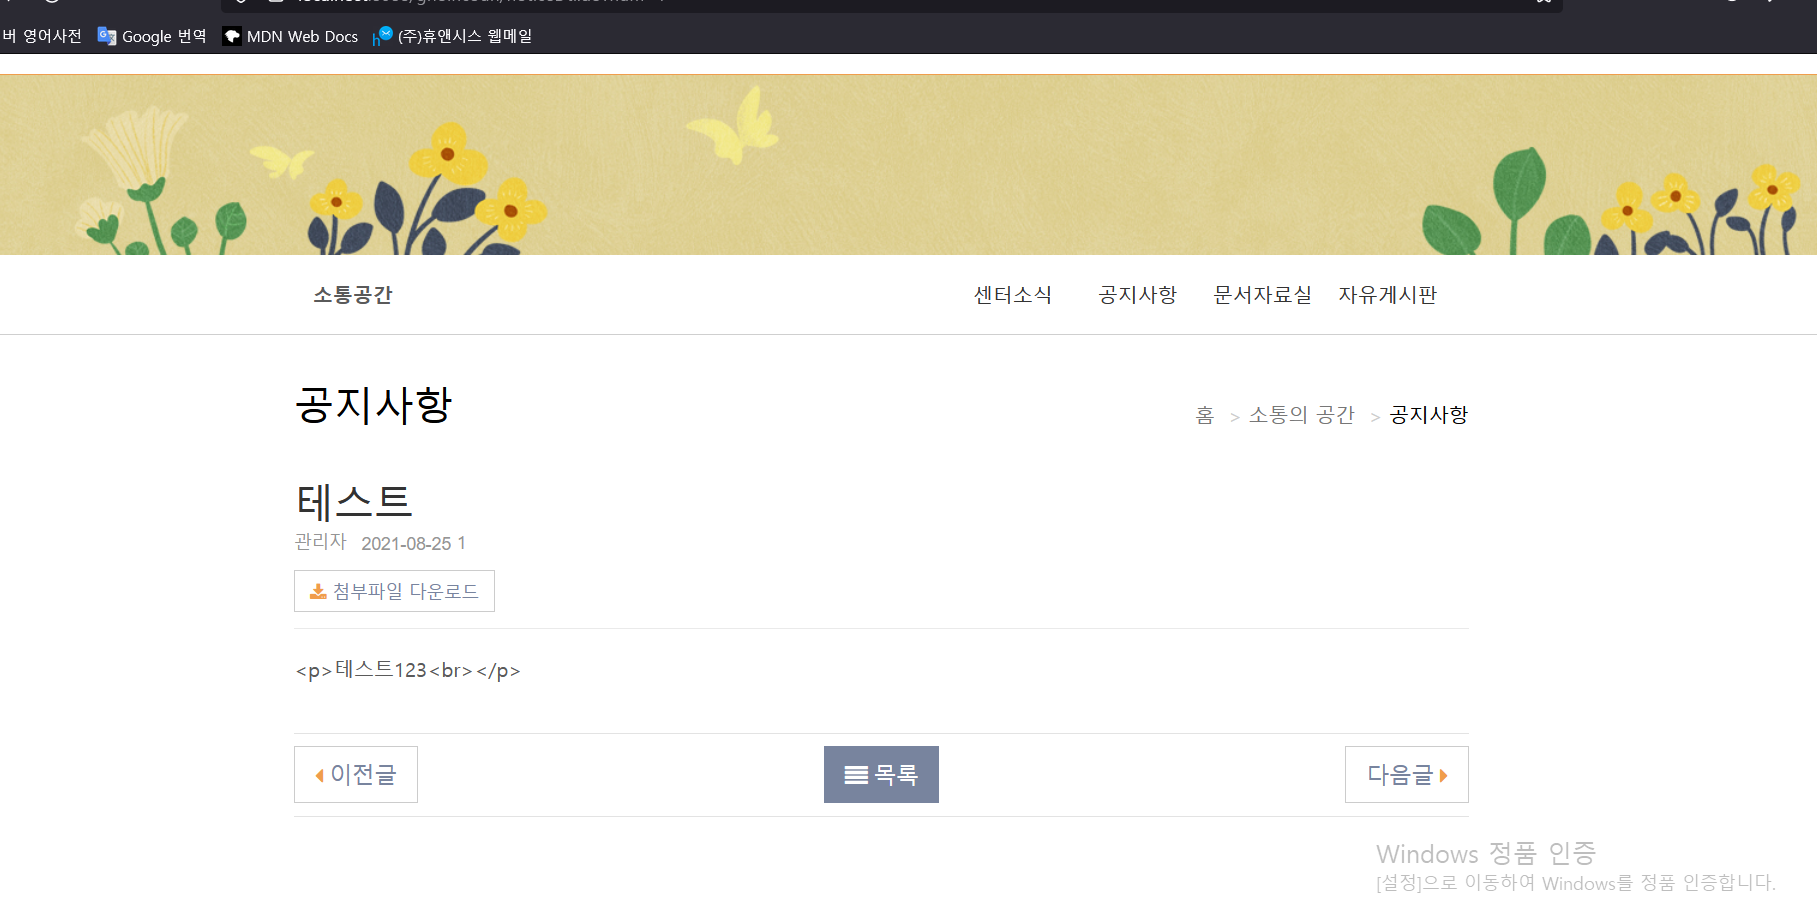 버 영어사전 Google 번역 MDN Web Docs (주)휴앤시스 웹메일
소통공간 센터소식 공지사항 문서자료실 자유게시판
공지사항
홈 > 소통의 공간 > 공지사항
테스트
관리자 2021-08-25 1
첨부파일 다운로드
<p>테스트123<br></p>
이전글 목록 다음글
Windows 정품 인증
[설정]으로 이동하여 Windows를 정품 인증합니다.